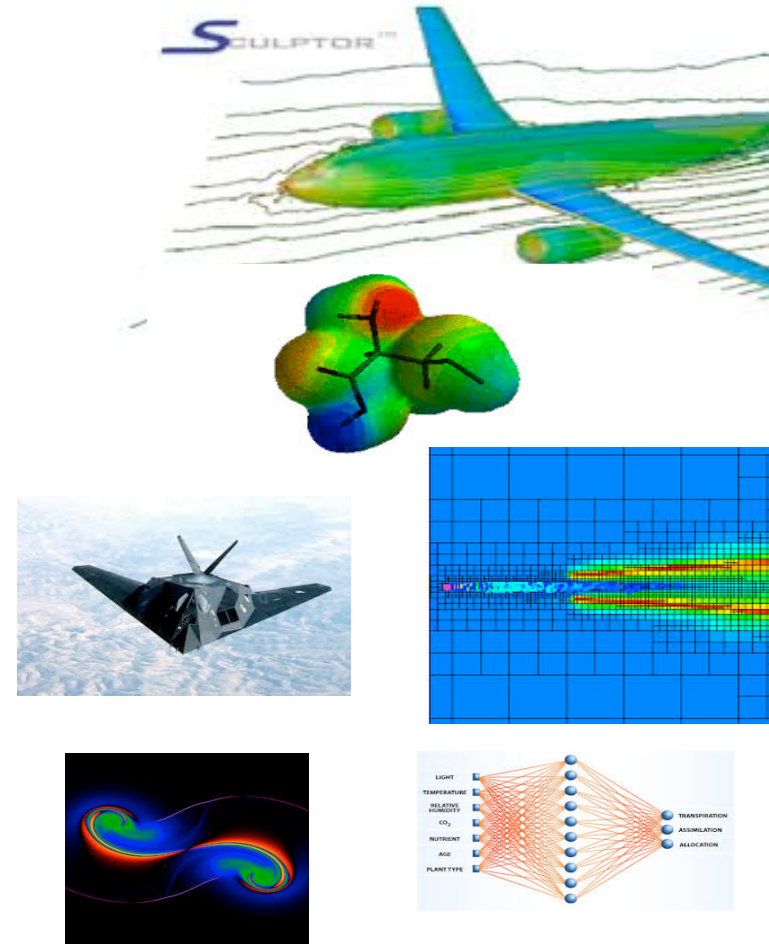 SCULPTOR™
LIGHT
TEMPERATURE
RELATIVE
HUMIDITY
CO₂
NUTRIENT
AGE
PLANT TYPE
TRANSPIRATION
ASSIMILATION
ALLOCATION